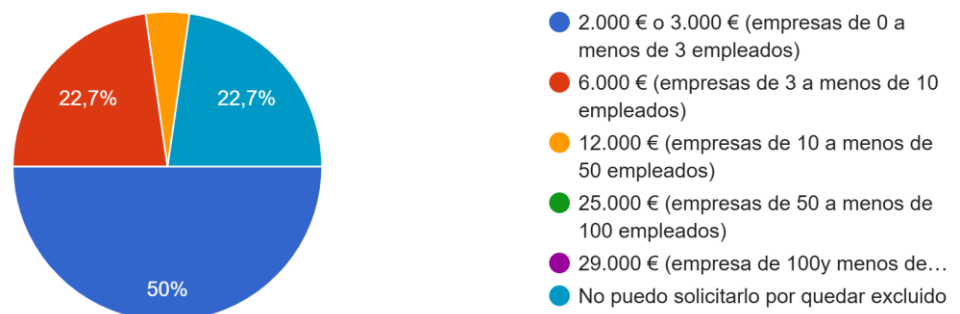 22,7%
22,7%
50%
2.000 € o 3.000 € (empresas de 0 a
menos de 3 empleados)
6.000 € (empresas de 3 a menos de 10
empleados)
12.000 € (empresas de 10 a menos de
50 empleados)
25.000 € (empresas de 50 a menos de
100 empleados)
29.000 € (empresa de 100y menos de…
No puedo solicitarlo por quedar excluido